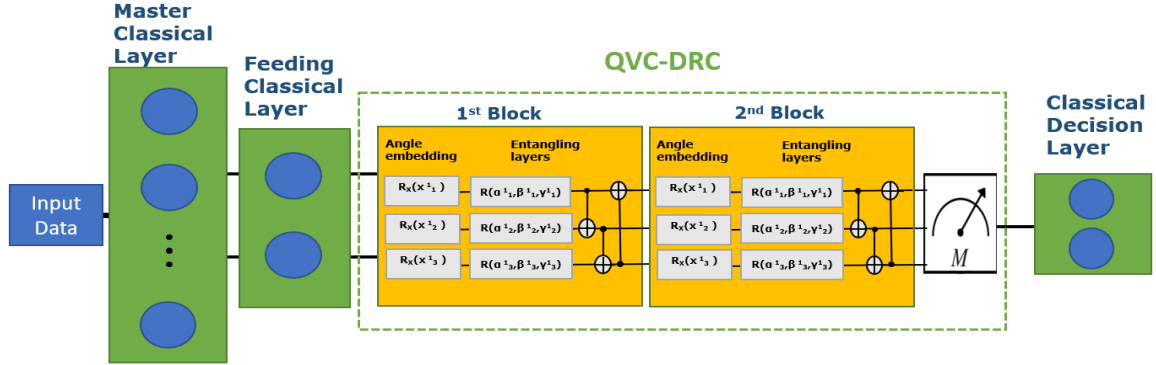 Master
Classical
Layer
Feeding
Classical
Layer
QVC-DRC
1st Block
2nd Block
Classical
Decision
Layer
Input
Data
Angle
embedding
Entangling
layers
Rx(x¹₁)
R(α¹₁,β¹₁,γ¹₁)
Rx(x¹₂)
R(α¹₂,β¹₂,γ¹₂)
Rx(x¹₃)
R(α¹₃,β¹₃,γ¹₃)
Angle
embedding
Entangling
layers
Rx(x¹₁)
R(α¹₁,β¹₁,γ¹₁)
Rx(x¹₂)
R(α¹₂,β¹₂,γ¹₂)
Rx(x¹₃)
R(α¹₃,β¹₃,γ¹₃)
M